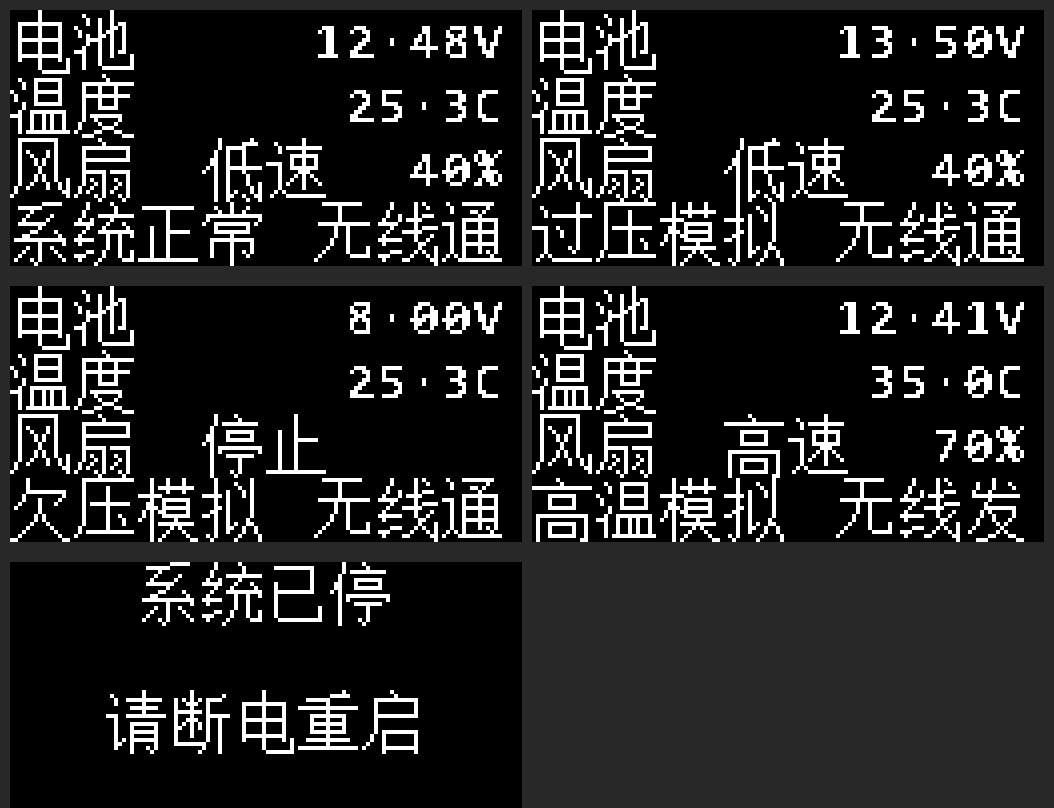 电池 12.48V
温度 25.3C
风扇 低速 40%
系统正常 无线通
电池 13.50V
温度 25.3C
风扇 低速 40%
过压模拟 无线通
电池 8.00V
温度 25.3C
风扇 停止
欠压模拟 无线通
电池 12.41V
温度 35.0C
风扇 高速 70%
高温模拟 无线发
系统已停
请断电重启